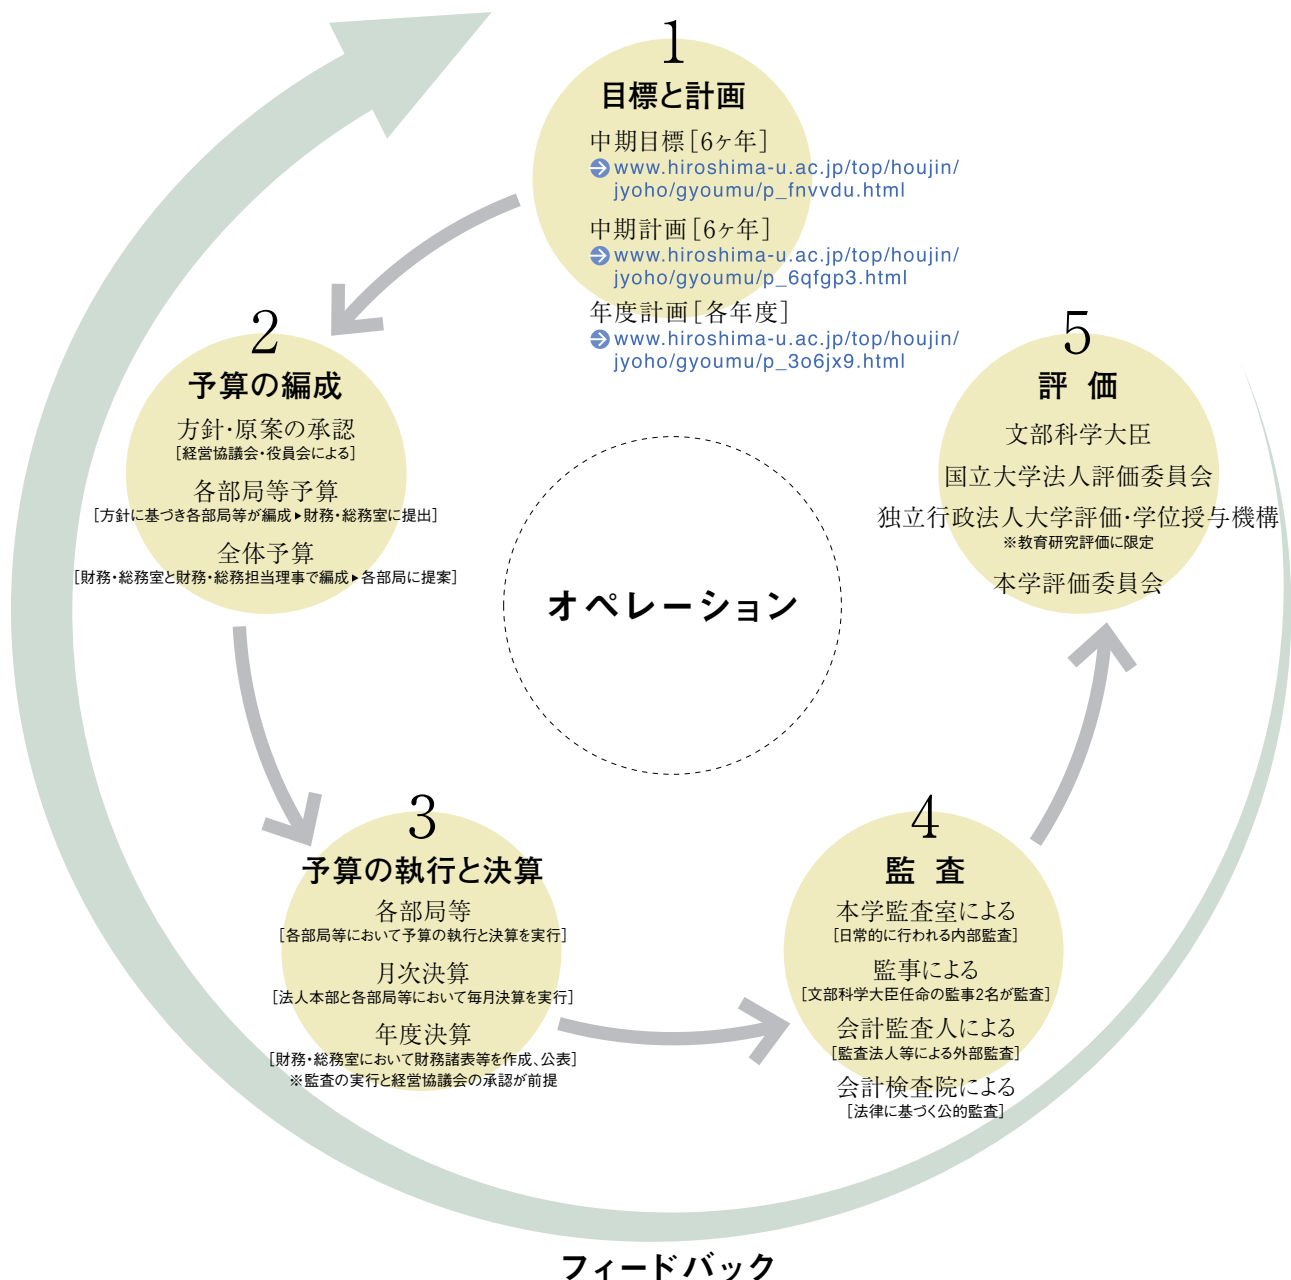 1
目標と計画
中期目標[6ヶ年]
www.hiroshima-u.ac.jp/top/houjin/
jyoho/gyoumu/p_fnvvdu.html
中期計画[6ヶ年]
www.hiroshima-u.ac.jp/top/houjin/
jyoho/gyoumu/p_6qfgp3.html
年度計画[各年度]
www.hiroshima-u.ac.jp/top/houjin/
jyoho/gyoumu/p_3o6jx9.html
2
予算の編成
方針・原案の承認
[経営協議会・役員会による]
各部局等予算
[方針に基づき各部局等が編成▶財務・総務室に提出]
全体予算
[財務・総務室と財務・総務担当理事で編成▶各部局に提案]
3
予算の執行と決算
各部局等
[各部局等において予算の執行と決算を実行]
月次決算
[法人本部と各部局等において毎月決算を実行]
年度決算
[財務・総務室において財務諸表等を作成、公表]
※監査の実行と経営協議会の承認が前提
4
監査
本学監査室による
[日常的に行われる内部監査]
監事による
[文部科学大臣任命の監事2名が監査]
会計監査人による
[監査法人等による外部監査]
会計検査院による
[法律に基づく公的監査]
5
評価
文部科学大臣
国立大学法人評価委員会
独立行政法人大学評価・学位授与機構
※教育研究評価に限定
本学評価委員会
オペレーション
フィードバック